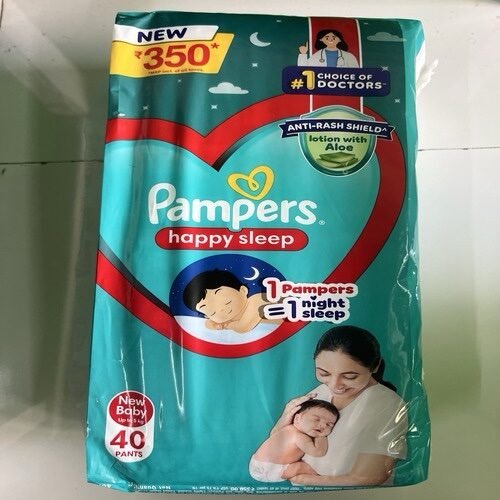 NEW
₹350*
#1 CHOICE OF
DOCTORS
ANTI-RASH SHIELD^
lotion with
Aloe
Pampers
happy sleep
1 Pampers
=1 night
sleep
New
Baby
40
PANTS